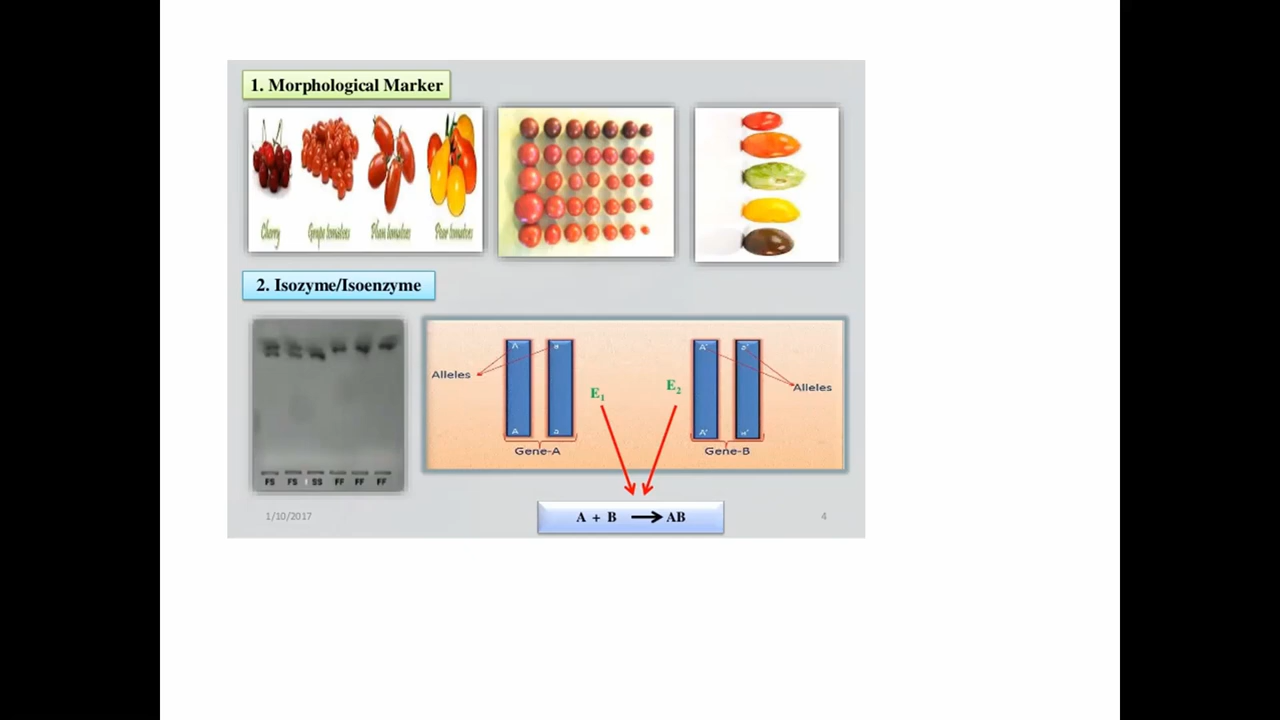 1. Morphological Marker
Cherry Grape tomatoes Plum tomatoes Pear tomatoes
2. Isozyme/Isoenzyme
FS FS SS FF FF FF
Alleles
A
A
Gene-A
E1
E2
Gene-B
Alleles
A + B → AB
1/10/2017
4